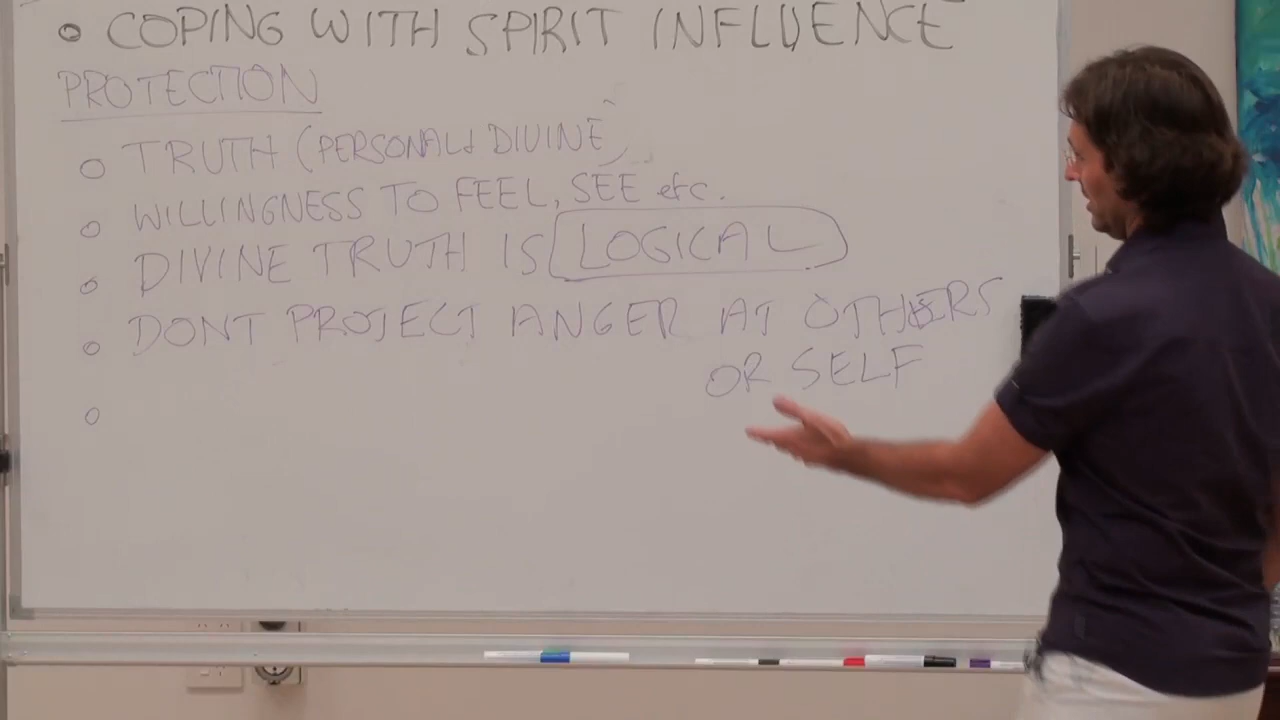 • COPING WITH SPIRIT INFLUENCE
PROTECTION
○ TRUTH (PERSONAL & DIVINE)
○ WILLINGNESS TO FEEL, SEE etc.
○ DIVINE TRUTH IS LOGICAL
○ DONT PROJECT ANGER AT OTHERS
OR SELF
○